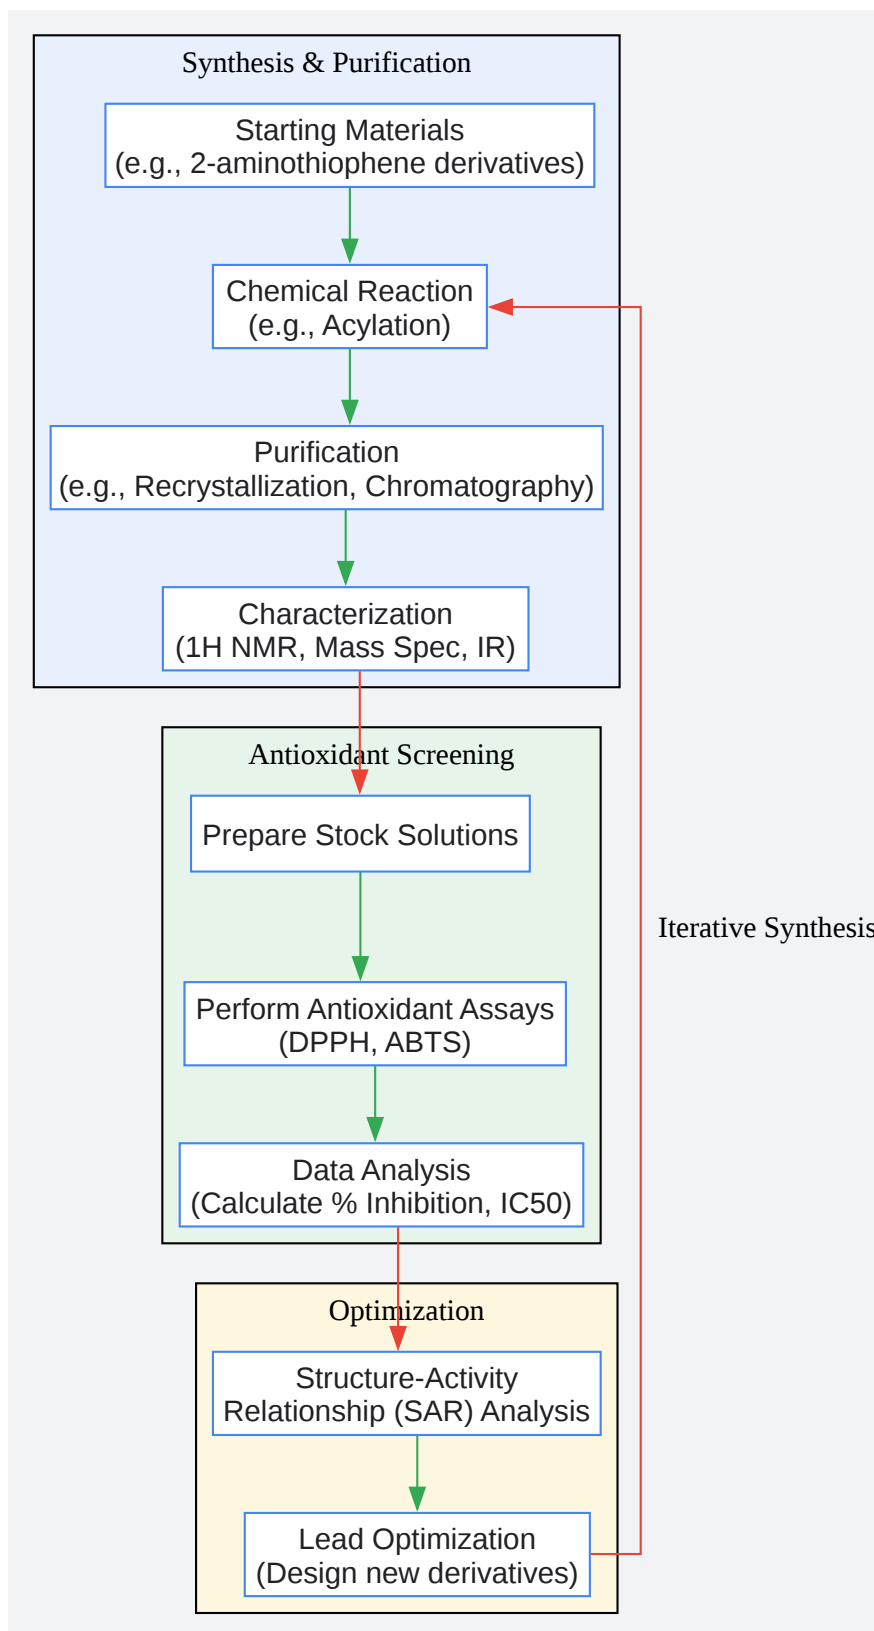 Synthesis & Purification
Starting Materials
(e.g., 2-aminothiophene derivatives)
Chemical Reaction
(e.g., Acylation)
Purification
(e.g., Recrystallization, Chromatography)
Characterization
(1H NMR, Mass Spec, IR)
Antioxidant Screening
Prepare Stock Solutions
Iterative Synthesis
Perform Antioxidant Assays
(DPPH, ABTS)
Data Analysis
(Calculate % Inhibition, IC50)
Optimization
Structure-Activity
Relationship (SAR) Analysis
Lead Optimization
(Design new derivatives)